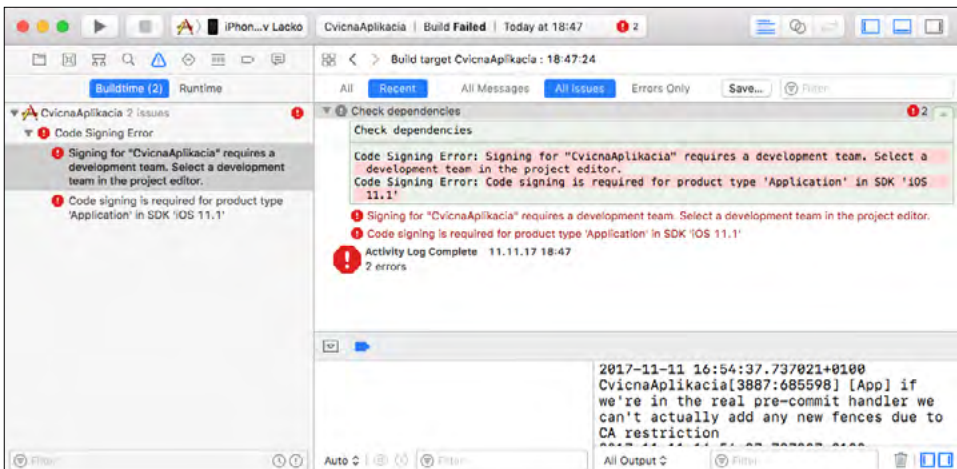 iPhon...v Lacko
CvicnaAplikacia | Build Failed | Today at 18:47
2
Build target CvicnaAplikacia : 18:47:24
Buildtime (2)
Runtime
All
Recent
All Messages
All Issues
Errors Only
Save...
Filter
CvicnaAplikacia 2 issues
Code Signing Error
Signing for "CvicnaAplikacia" requires a
development team. Select a development
team in the project editor.
Code signing is required for product type
'Application' in SDK 'iOS 11.1'
Check dependencies
2
Check dependencies
Code Signing Error: Signing for "CvicnaAplikacia" requires a development team. Select a
development team in the project editor.
Code Signing Error: Code signing is required for product type 'Application' in SDK 'iOS
11.1'
Signing for "CvicnaAplikacia" requires a development team. Select a development team in the project editor.
Code signing is required for product type 'Application' in SDK 'iOS 11.1'
Activity Log Complete 11.11.17 18:47
2 errors
2017-11-11 16:54:37.737021+0100
CvicnaAplikacia[3887:685598] [App] if
we're in the real pre-commit handler we
can't actually add any new fences due to
CA restriction
Filter
Auto
Filter
All Output
Filter